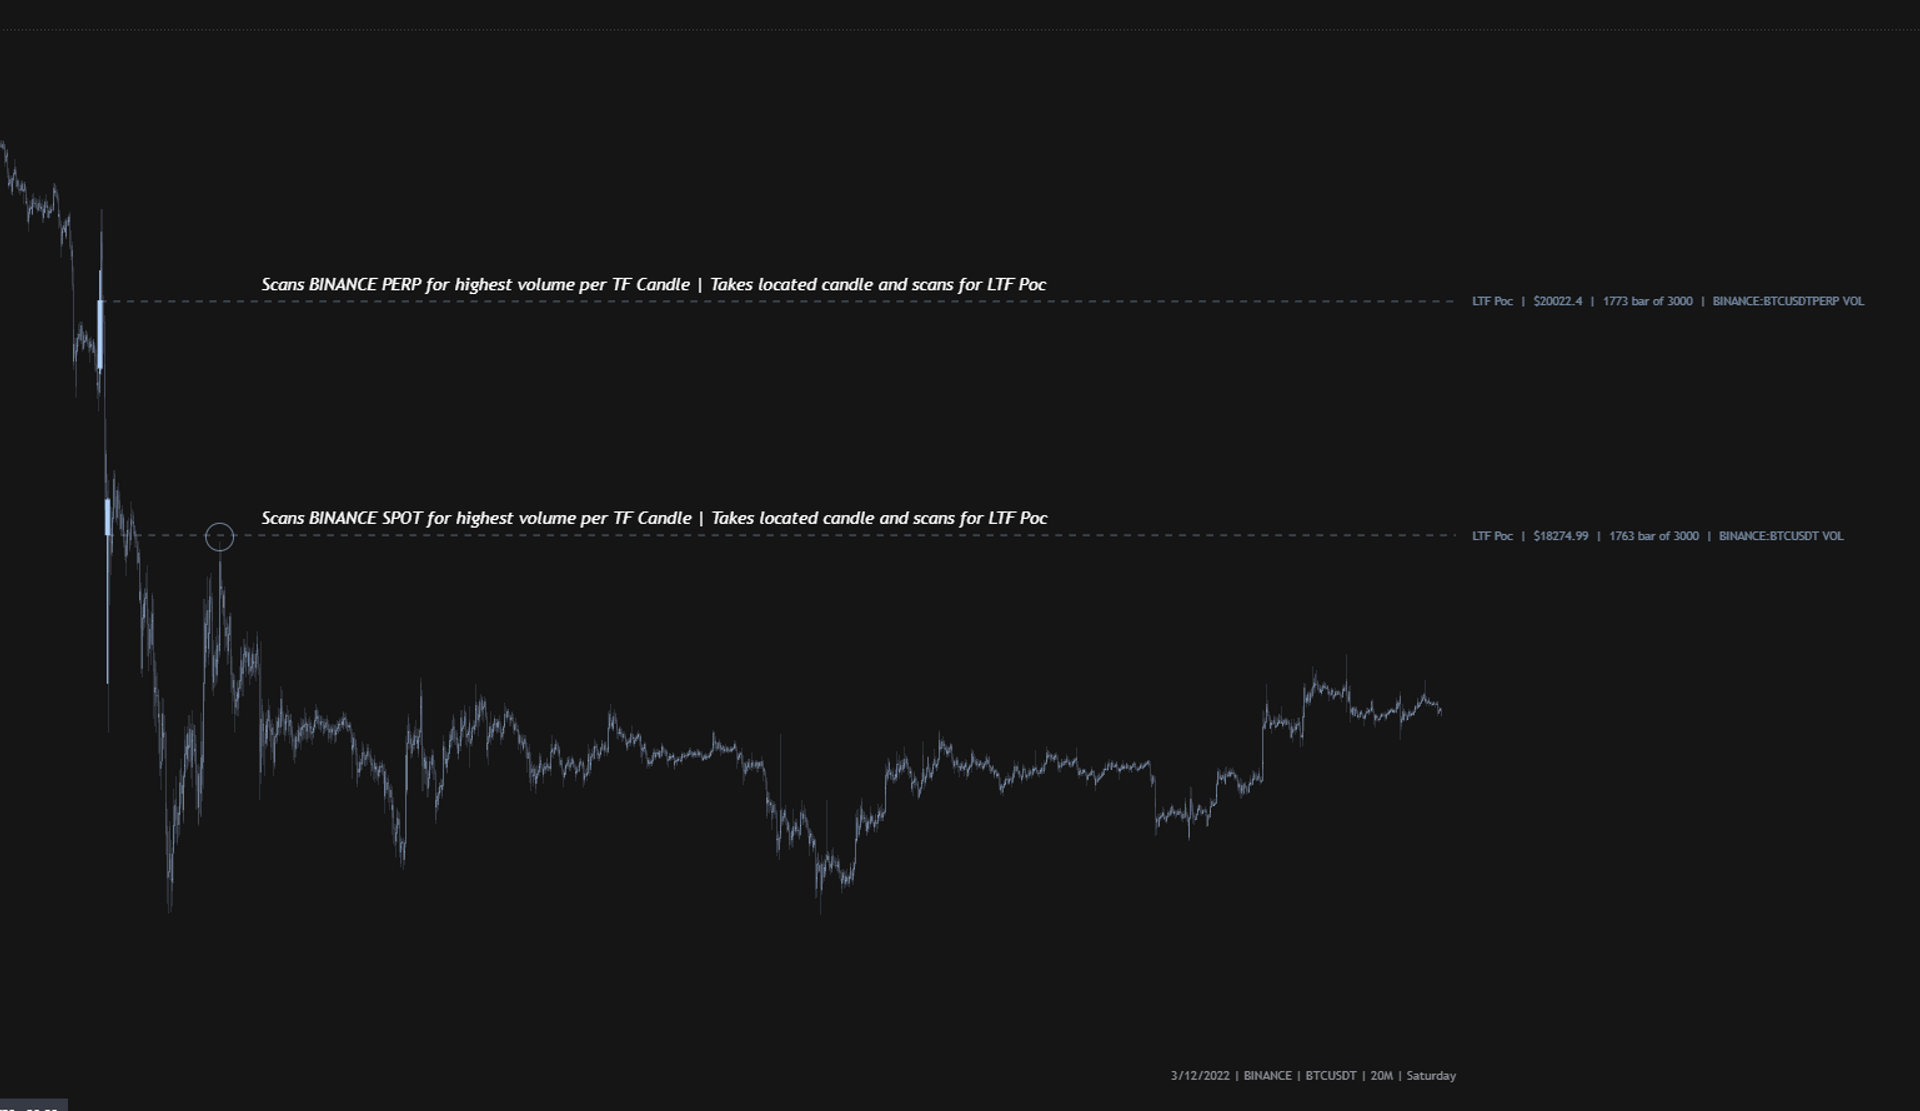 Scans BINANCE PERP for highest volume per TF Candle | Takes located candle and scans for LTF Poc
LTF Poc | $20022.4 | 1773 bar of 3000 | BINANCE:BTCUSDTPERP VOL
Scans BINANCE SPOT for highest volume per TF Candle | Takes located candle and scans for LTF Poc
LTF Poc | $18274.99 | 1763 bar of 3000 | BINANCE:BTCUSDT VOL
3/12/2022 | BINANCE | BTCUSDT | 20M | Saturday